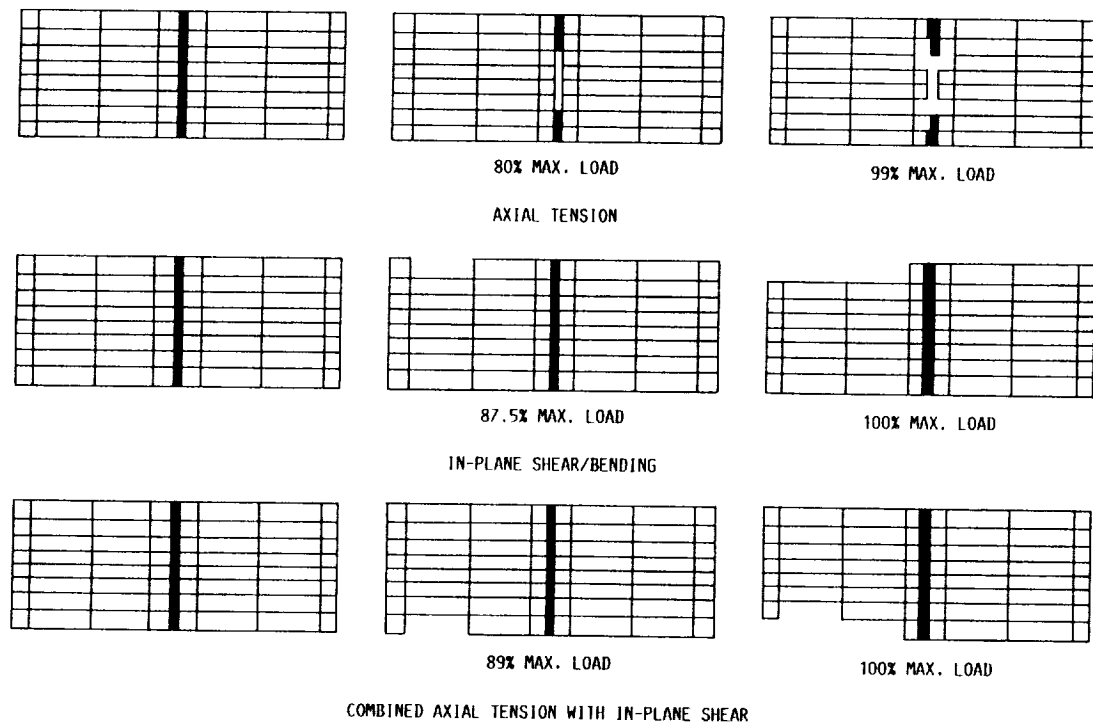 80% MAX. LOAD
99% MAX. LOAD
AXIAL TENSION
87.5% MAX. LOAD
100% MAX. LOAD
IN-PLANE SHEAR/BENDING
89% MAX. LOAD
100% MAX. LOAD
COMBINED AXIAL TENSION WITH IN-PLANE SHEAR